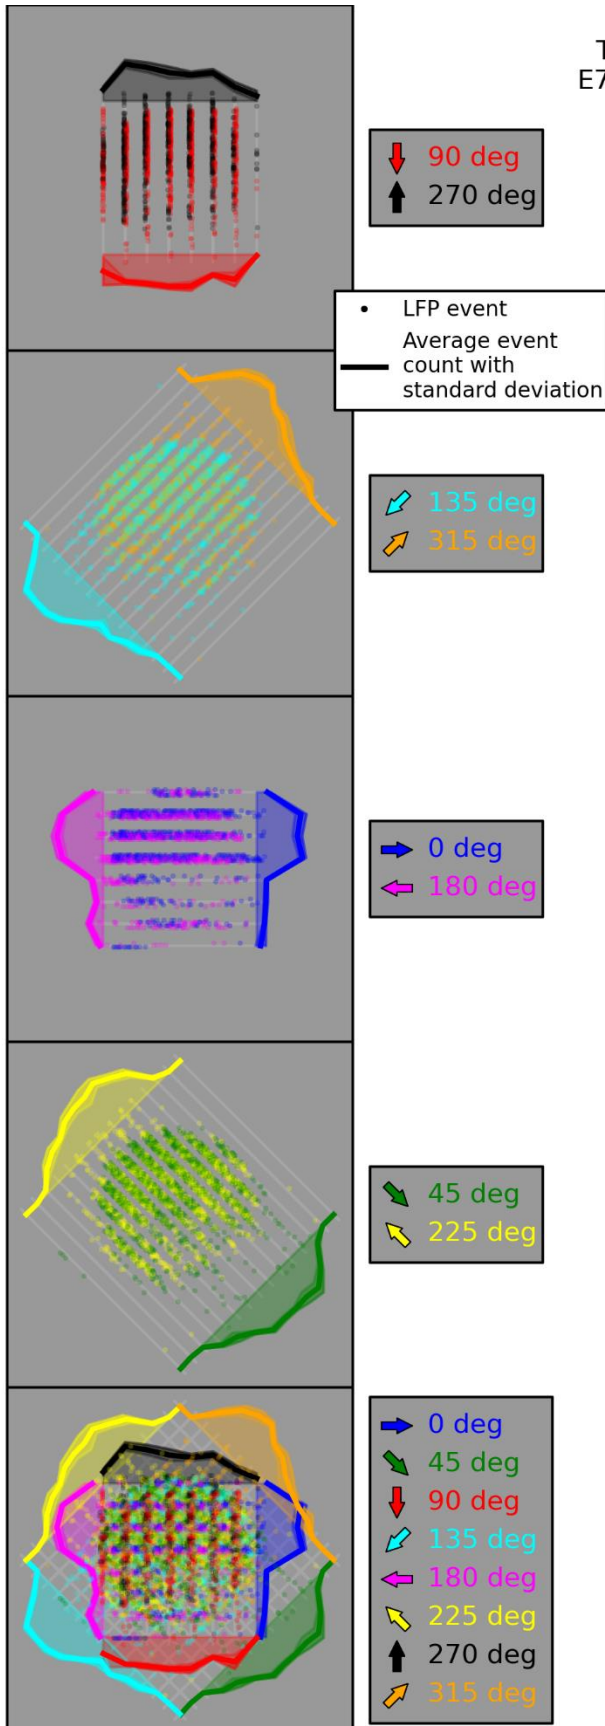 T
E7
90 deg
270 deg
LFP event
Average event
count with
standard deviation
135 deg
315 deg
0 deg
180 deg
45 deg
225 deg
0 deg
45 deg
90 deg
135 deg
180 deg
225 deg
270 deg
315 deg